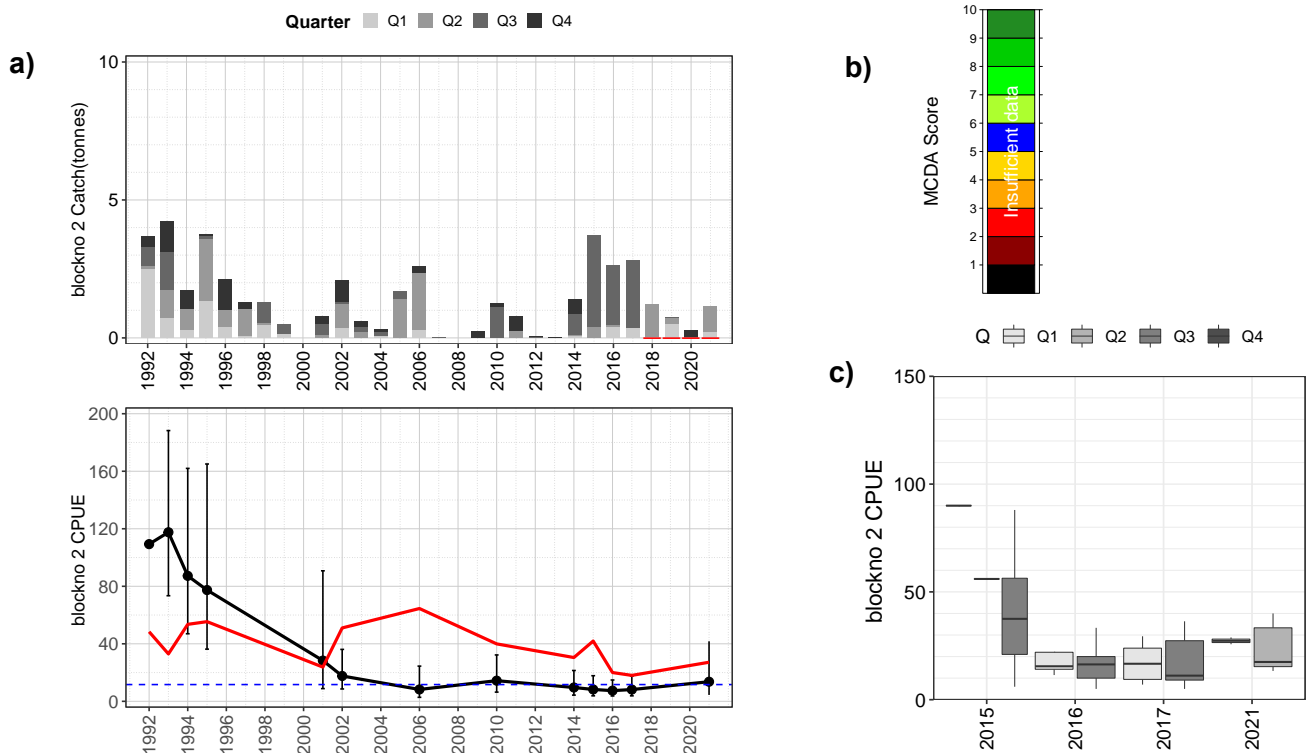 Quarter Q1 Q2 Q3 Q4
a)
blockno 2 Catch(tonnes)
10
5
0
1992 1994 1996 1998 2000 2002 2004 2006 2008 2010 2012 2014 2016 2018 2020
blockno 2 CPUE
200
160
120
80
40
0
1992 1994 1996 1998 2000 2002 2004 2006 2008 2010 2012 2014 2016 2018 2020
b)
MCDA Score
10
9
8
7
6
5
4
3
2
1
Insufficient data
Q Q1 Q2 Q3 Q4
c)
blockno 2 CPUE
150
100
50
0
2015 2016 2017 2021